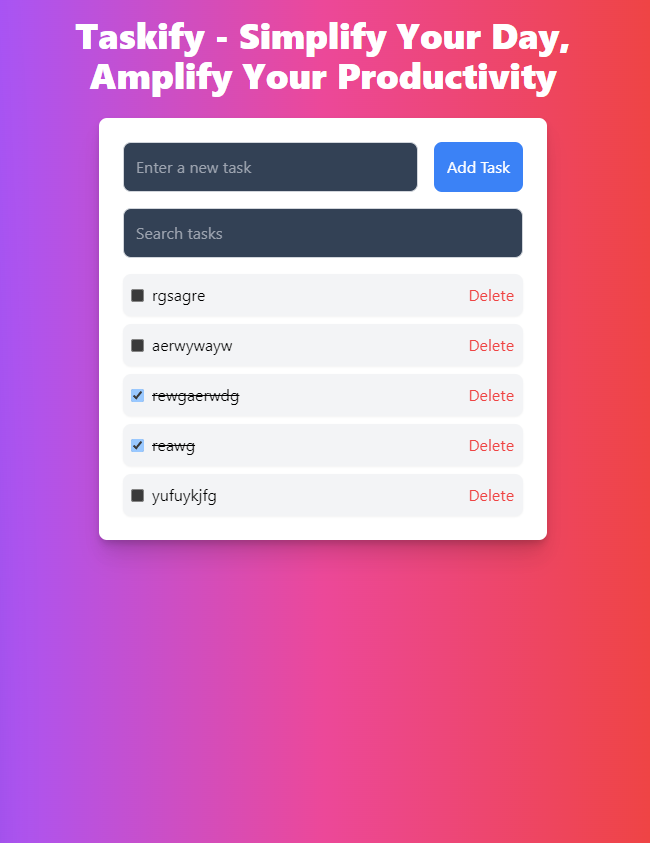 Taskify - Simplify Your Day,
Amplify Your Productivity
Enter a new task
Add Task
Search tasks
rgsagre Delete
aerwywayw Delete
rewgaerwdg Delete
reawg Delete
yufuykjfg Delete